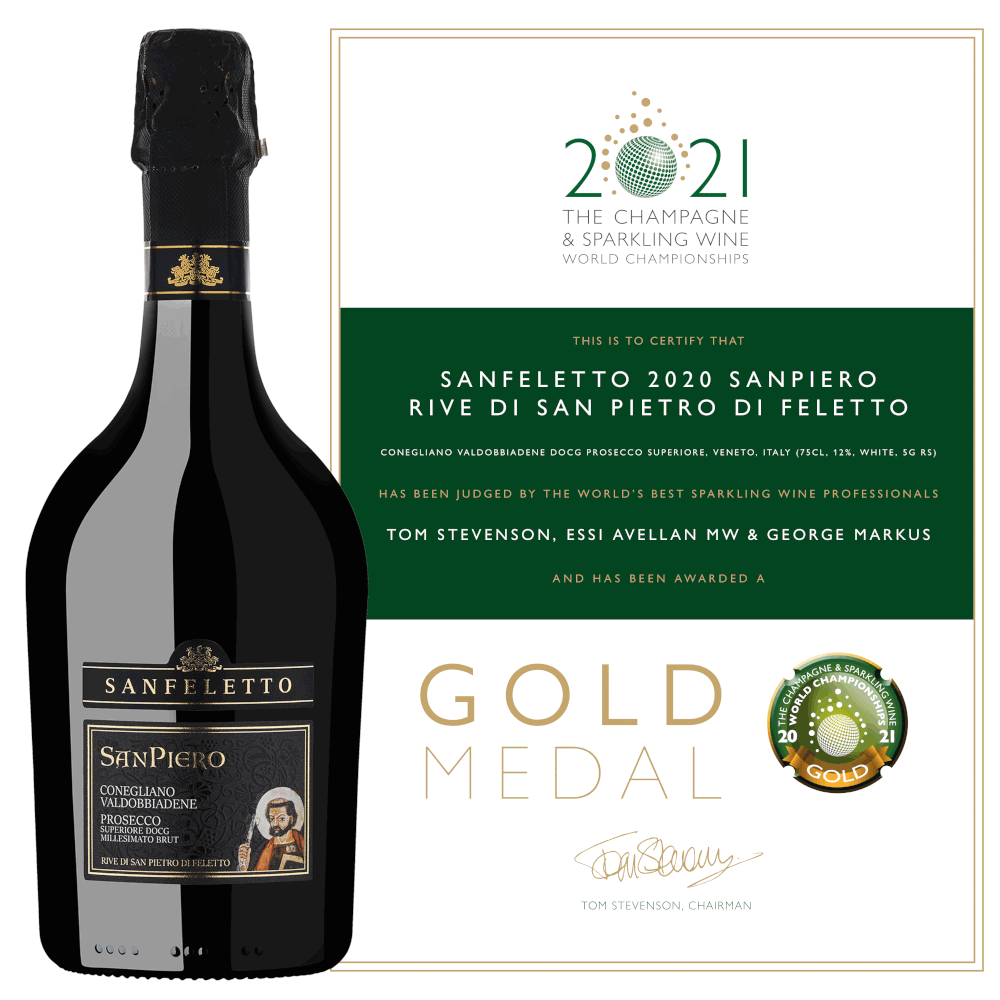 SANFELETTO
SANPIERO
CONEGLIANO
VALDOBBIADENE
PROSECCO
SUPERIORE DOCG
MILLESIMATO BRUT
RIVE DI SAN PIETRO DI FELETTO
2021
THE CHAMPAGNE
& SPARKLING WINE
WORLD CHAMPIONSHIPS
THIS IS TO CERTIFY THAT
SANFELETTO 2020 SANPIERO
RIVE DI SAN PIETRO DI FELETTO
CONEGLIANO VALDOBBIADENE DOCG PROSECCO SUPERIORE, VENETO, ITALY (75CL, 12%, WHITE, 5G RS)
HAS BEEN JUDGED BY THE WORLD'S BEST SPARKLING WINE PROFESSIONALS
TOM STEVENSON, ESSI AVELLAN MW & GEORGE MARKUS
AND HAS BEEN AWARDED A
GOLD
MEDAL
THE CHAMPAGNE & SPARKLING WINE
WORLD CHAMPIONSHIPS
20 21
GOLD
Tom Stevenson
TOM STEVENSON, CHAIRMAN